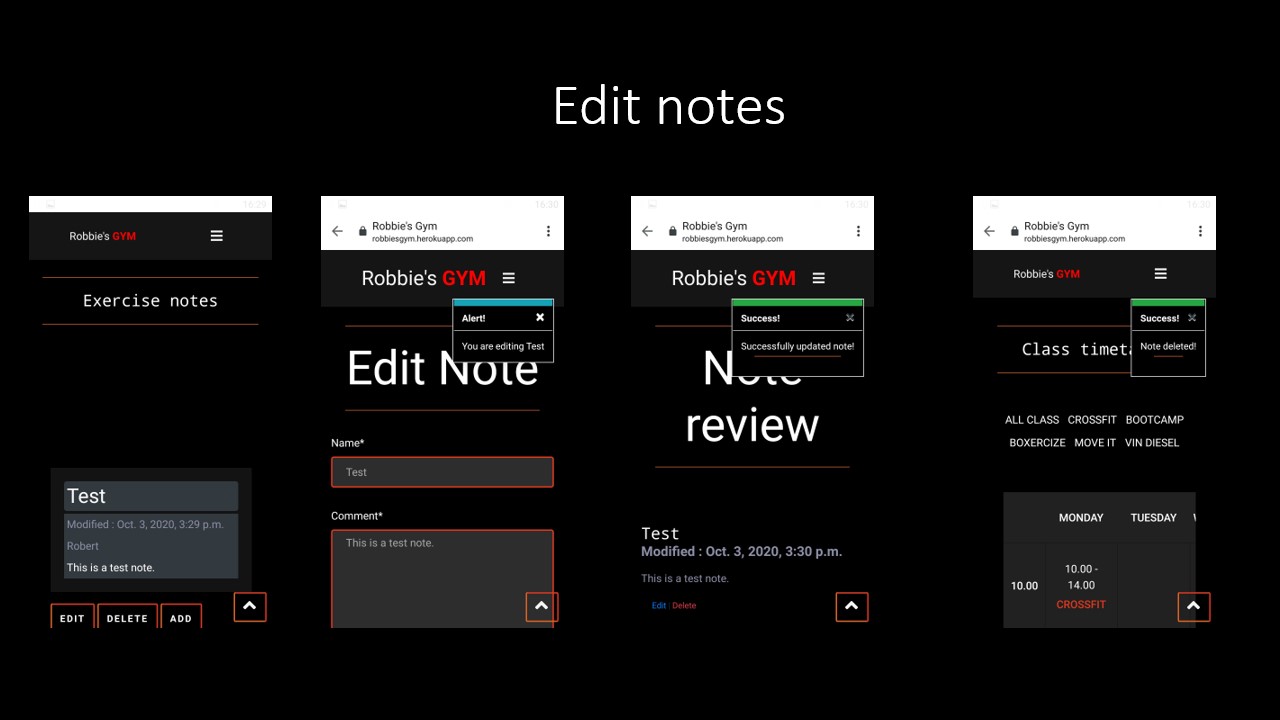 Edit notes
16:29
Robbie's GYM
Exercise notes
Test
Modified : Oct. 3, 2020, 3:29 p.m.
Robert
This is a test note.
EDIT DELETE ADD
16:30
Robbie's Gym
robbiesgym.herokuapp.com
Robbie's GYM
Alert!
You are editing Test
Edit Note
Name*
Test
Comment*
This is a test note.
16:30
Robbie's Gym
robbiesgym.herokuapp.com
Robbie's GYM
Success!
Successfully updated note!
Note
review
Test
Modified : Oct. 3, 2020, 3:30 p.m.
This is a test note.
Edit | Delete
16:30
Robbie's Gym
robbiesgym.herokuapp.com
Robbie's GYM
Success!
Note deleted!
Class timeta
ALL CLASS CROSSFIT BOOTCAMP
BOXERCIZE MOVE IT VIN DIESEL
MONDAY TUESDAY
10.00
10.00 -
14.00
CROSSFIT